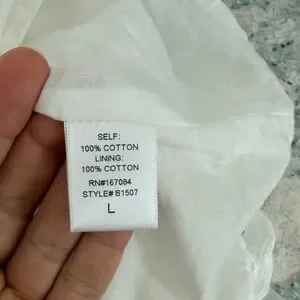 SELF:
100% COTTON
LINING:
100% COTTON
RN#167084
STYLE# B1507
L